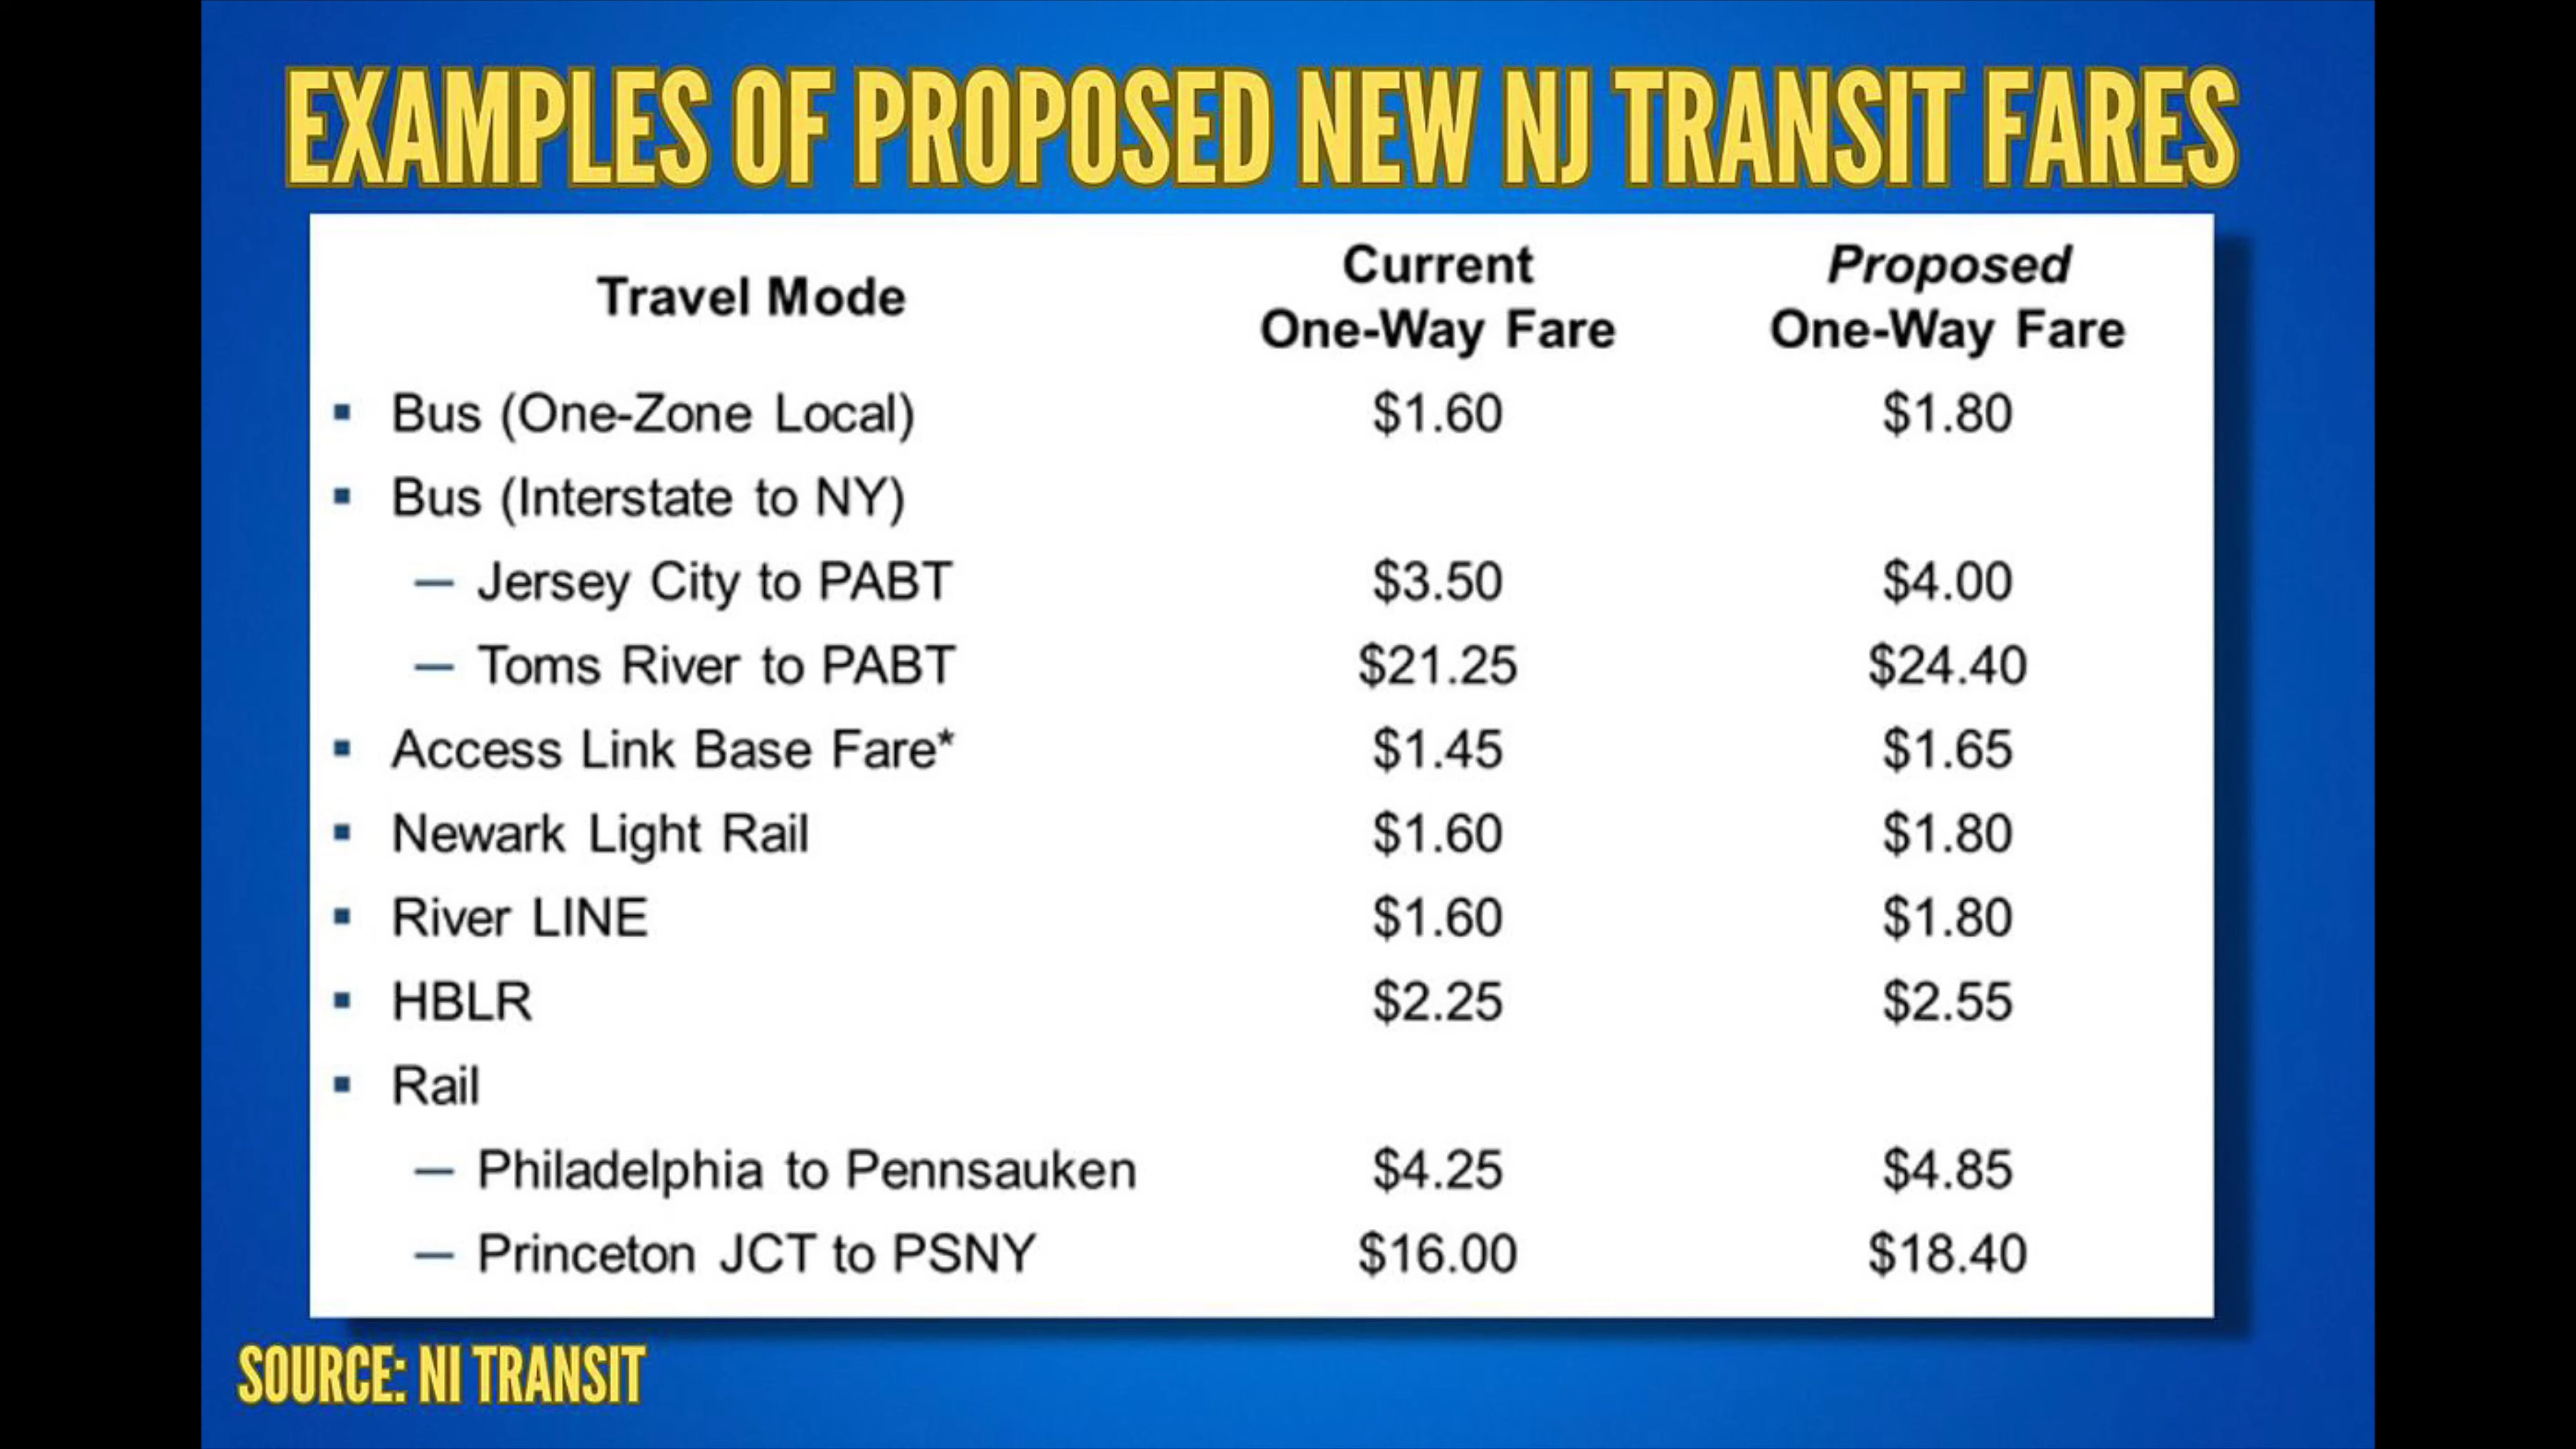 EXAMPLES OF PROPOSED NEW NJ TRANSIT FARES
Travel Mode Current One-Way Fare Proposed One-Way Fare
▪ Bus (One-Zone Local) $1.60 $1.80
▪ Bus (Interstate to NY)
— Jersey City to PABT $3.50 $4.00
— Toms River to PABT $21.25 $24.40
▪ Access Link Base Fare* $1.45 $1.65
▪ Newark Light Rail $1.60 $1.80
▪ River LINE $1.60 $1.80
▪ HBLR $2.25 $2.55
▪ Rail
— Philadelphia to Pennsauken $4.25 $4.85
— Princeton JCT to PSNY $16.00 $18.40
SOURCE: NI TRANSIT